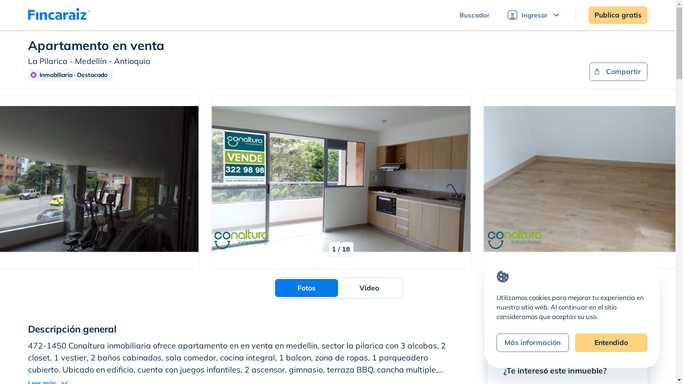 Fincaraiz
Buscador
Ingresar
Publica gratis
Apartamento en venta
La Pilarica - Medellín - Antioquia
Inmobiliaria · Destacado
Compartir
conaltura
VENDE
322 98 98
conaltura
conaltura
1 / 18
Fotos
Video
Descripción general
472-1450 Conaltura inmobiliaria ofrece apartamento en en venta en medellin, sector la pilarica con 3 alcobas, 2
closet, 1 vestier, 2 baños cabinados, sala comedor, cocina integral, 1 balcon, zona de ropas. 1 parqueadero
cubierto. Ubicado en edificio, cuenta con juegos infantiles, 2 ascensor, gimnasio, terraza BBQ, cancha multiple,...
Leer más
Utilizamos cookies para mejorar tu experiencia en
nuestro sitio web. Al continuar en el sitio
consideramos que aceptas su uso.
Más información
Entendido
¿Te interesó este inmueble?